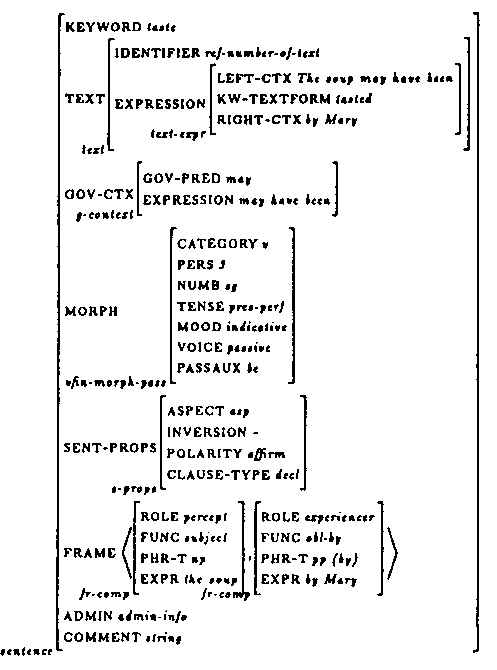 KEYWORD taste
IDENTIFIER ref-number-of-text
LEFT-CTX The soup may have been
TEXT EXPRESSION KW-TEXTFORM tasted
RIGHT-CTX by Mary
text-expr
text
GOV-PRED may
GOV-CTX EXPRESSION may have been
g-context
CATEGORY v
PERS 3
NUMB sg
TENSE pres-perf
MORPH MOOD indicative
VOICE passive
PASSAUX be
vfin-morph-pass
ASPECT asp
INVERSION -
SENT-PROPS POLARITY affirm
CLAUSE-TYPE decl
s-props
ROLE percept ROLE experiencer
FUNC subject FUNC obl-by
FRAME PHR-T np , PHR-T pp (by)
EXPR the soup EXPR by Mary
fr-comp fr-comp
ADMIN admin-info
COMMENT string
sentence